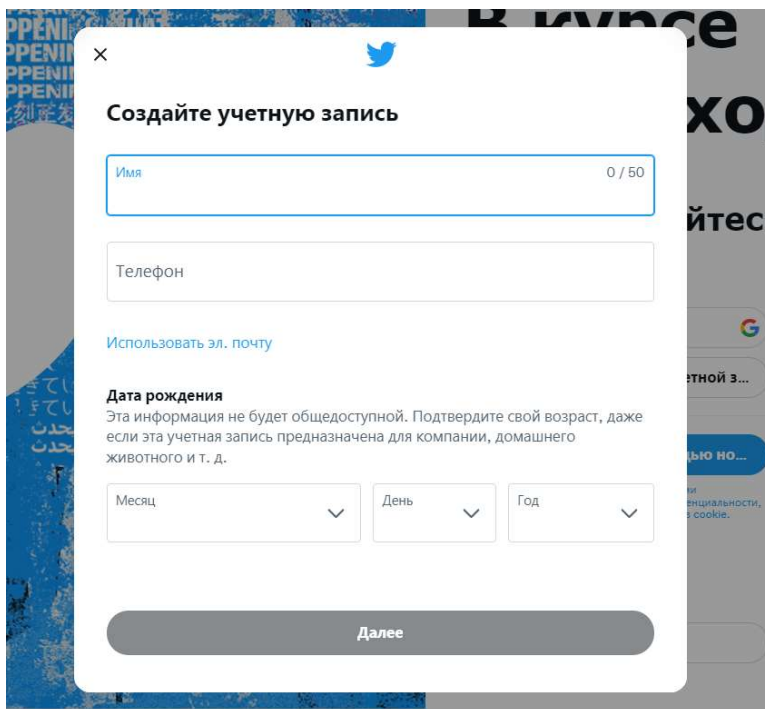 В курсе
хо
йтес
Создайте учетную запись
Имя
0 / 50
Телефон
Использовать эл. почту
Дата рождения
Эта информация не будет общедоступной. Подтвердите свой возраст, даже
если эта учетная запись предназначена для компании, домашнего
животного и т. д.
Месяц
День
Год
Далее
етной з...
ью но...
енциальности,
cookie.